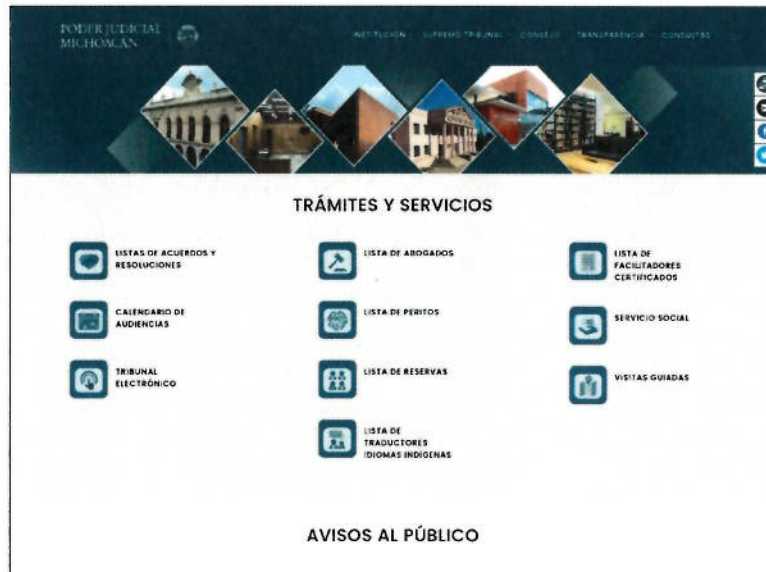 PODER JUDICIAL
MICHOACÁN
INSTITUCIÓN
SUPREMO TRIBUNAL
CONSEJO
TRANSPARENCIA
CONSULTAS
TRÁMITES Y SERVICIOS
LISTAS DE ACUERDOS Y
RESOLUCIONES
CALENDARIO DE
AUDIENCIAS
TRIBUNAL
ELECTRÓNICO
LISTA DE ABOGADOS
LISTA DE PERITOS
LISTA DE RESERVAS
LISTA DE
TRADUCTORES
IDIOMAS INDÍGENAS
LISTA DE
FACILITADORES
CERTIFICADOS
SERVICIO SOCIAL
VISITAS GUIADAS
AVISOS AL PÚBLICO